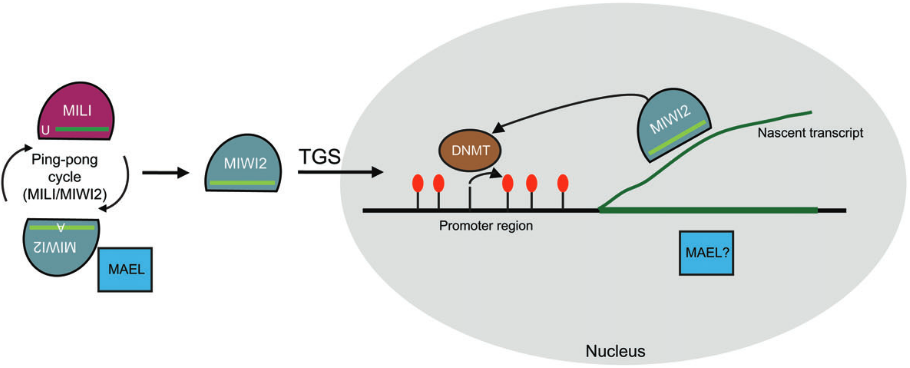 MILI
U
Ping-pong
cycle
(MILI/MIWI2)
A
MIWI2
MAEL
MIWI2
TGS
DNMT
MIWI2
Nascent transcript
Promoter region
MAEL?
Nucleus